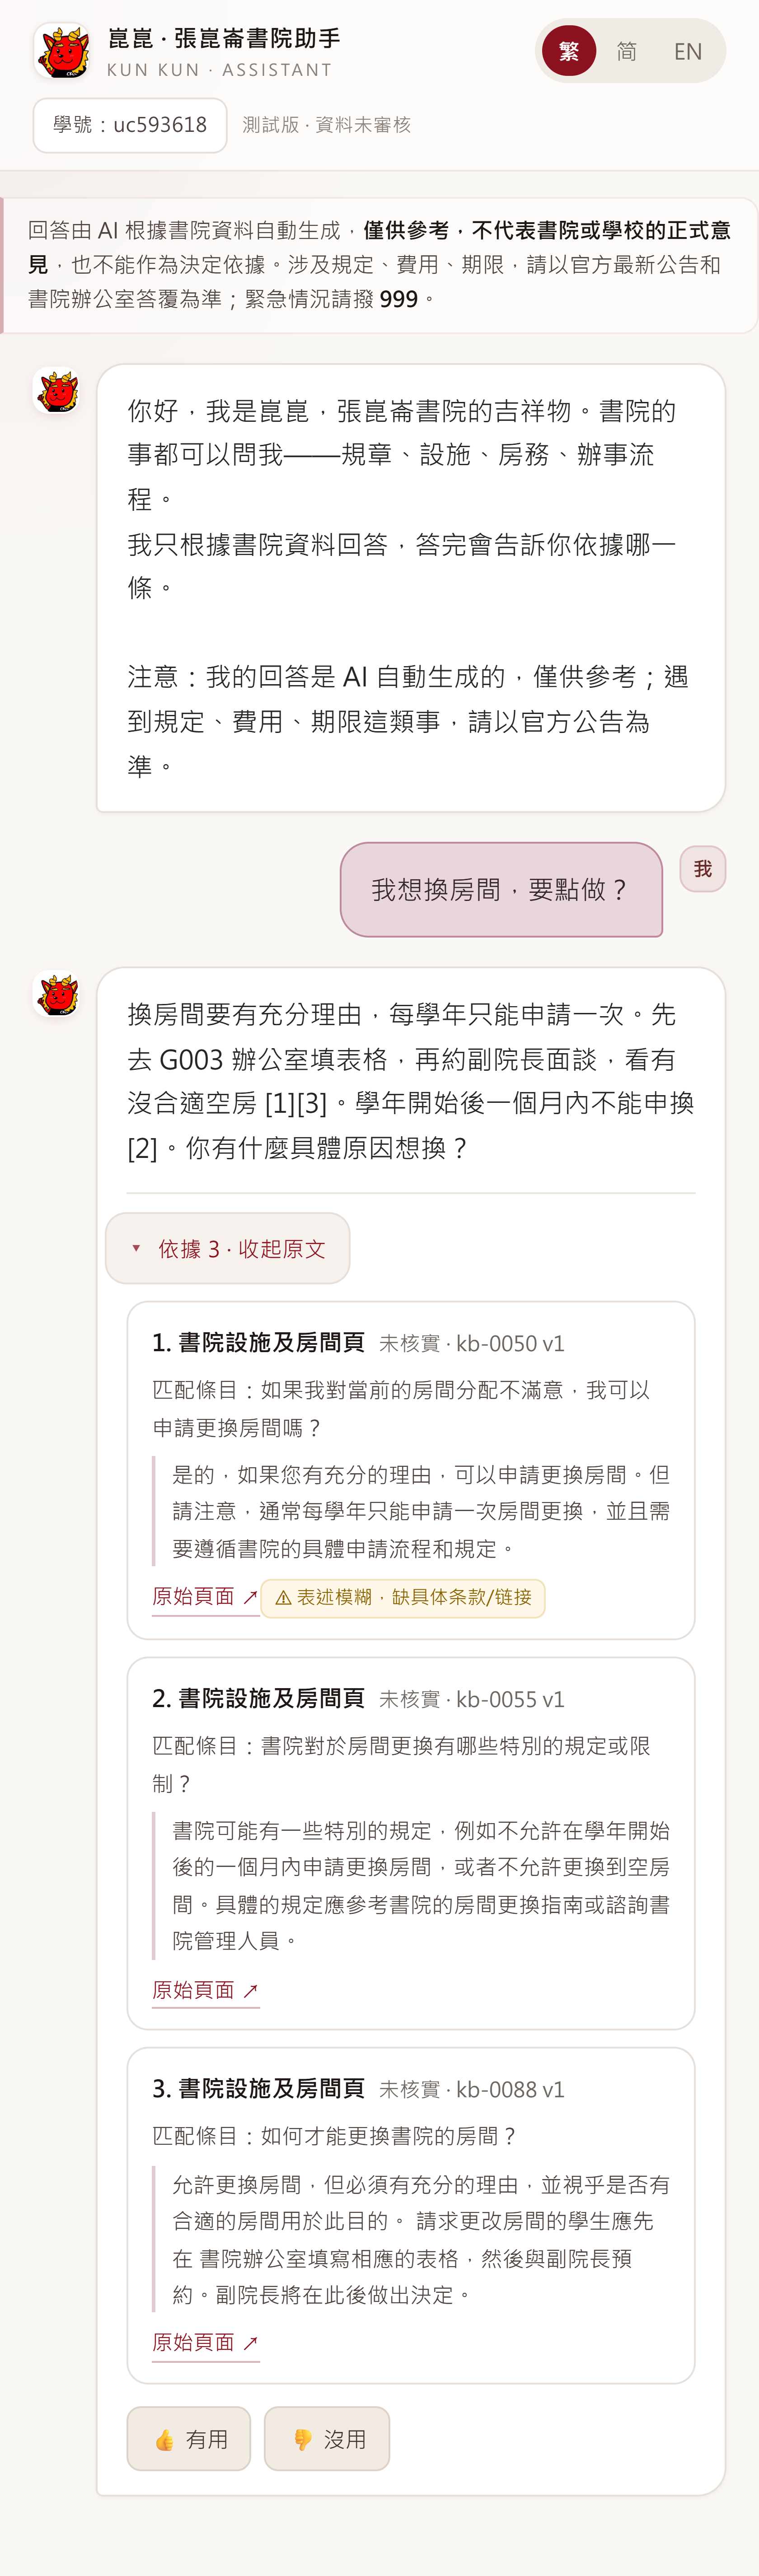 崑崑 · 張崑崙書院助手
KUN KUN · ASSISTANT
繁 简 EN
學號：uc593618
測試版 · 資料未審核
回答由 AI 根據書院資料自動生成，僅供參考，不代表書院或學校的正式意
見，也不能作為決定依據。涉及規定、費用、期限，請以官方最新公告和
書院辦公室答覆為準；緊急情況請撥 999。
你好，我是崑崑，張崑崙書院的吉祥物。書院的
事都可以問我——規章、設施、房務、辦事流
程。
我只根據書院資料回答，答完會告訴你依據哪一
條。
注意：我的回答是 AI 自動生成的，僅供參考；遇
到規定、費用、期限這類事，請以官方公告為
準。
我想換房間，要點做？
我
換房間要有充分理由，每學年只能申請一次。先
去 G003 辦公室填表格，再約副院長面談，看有
沒合適空房 [1][3]。學年開始後一個月內不能申換
[2]。你有什麼具體原因想換？
▼ 依據 3 · 收起原文
1. 書院設施及房間頁 未核實 · kb-0050 v1
匹配條目：如果我對當前的房間分配不滿意，我可以
申請更換房間嗎？
是的，如果您有充分的理由，可以申請更換房間。但
請注意，通常每學年只能申請一次房間更換，並且需
要遵循書院的具體申請流程和規定。
原始頁面 ↗ ⚠ 表述模糊，缺具体条款/链接
2. 書院設施及房間頁 未核實 · kb-0055 v1
匹配條目：書院對於房間更換有哪些特別的規定或限
制？
書院可能有一些特別的規定，例如不允許在學年開始
後的一個月內申請更換房間，或者不允許更換到空房
間。具體的規定應參考書院的房間更換指南或諮詢書
院管理人員。
原始頁面 ↗
3. 書院設施及房間頁 未核實 · kb-0088 v1
匹配條目：如何才能更換書院的房間？
允許更換房間，但必須有充分的理由，並視乎是否有
合適的房間用於此目的。 請求更改房間的學生應先
在 書院辦公室填寫相應的表格，然後與副院長預
約。副院長將在此後做出決定。
原始頁面 ↗
👍 有用 👎 沒用